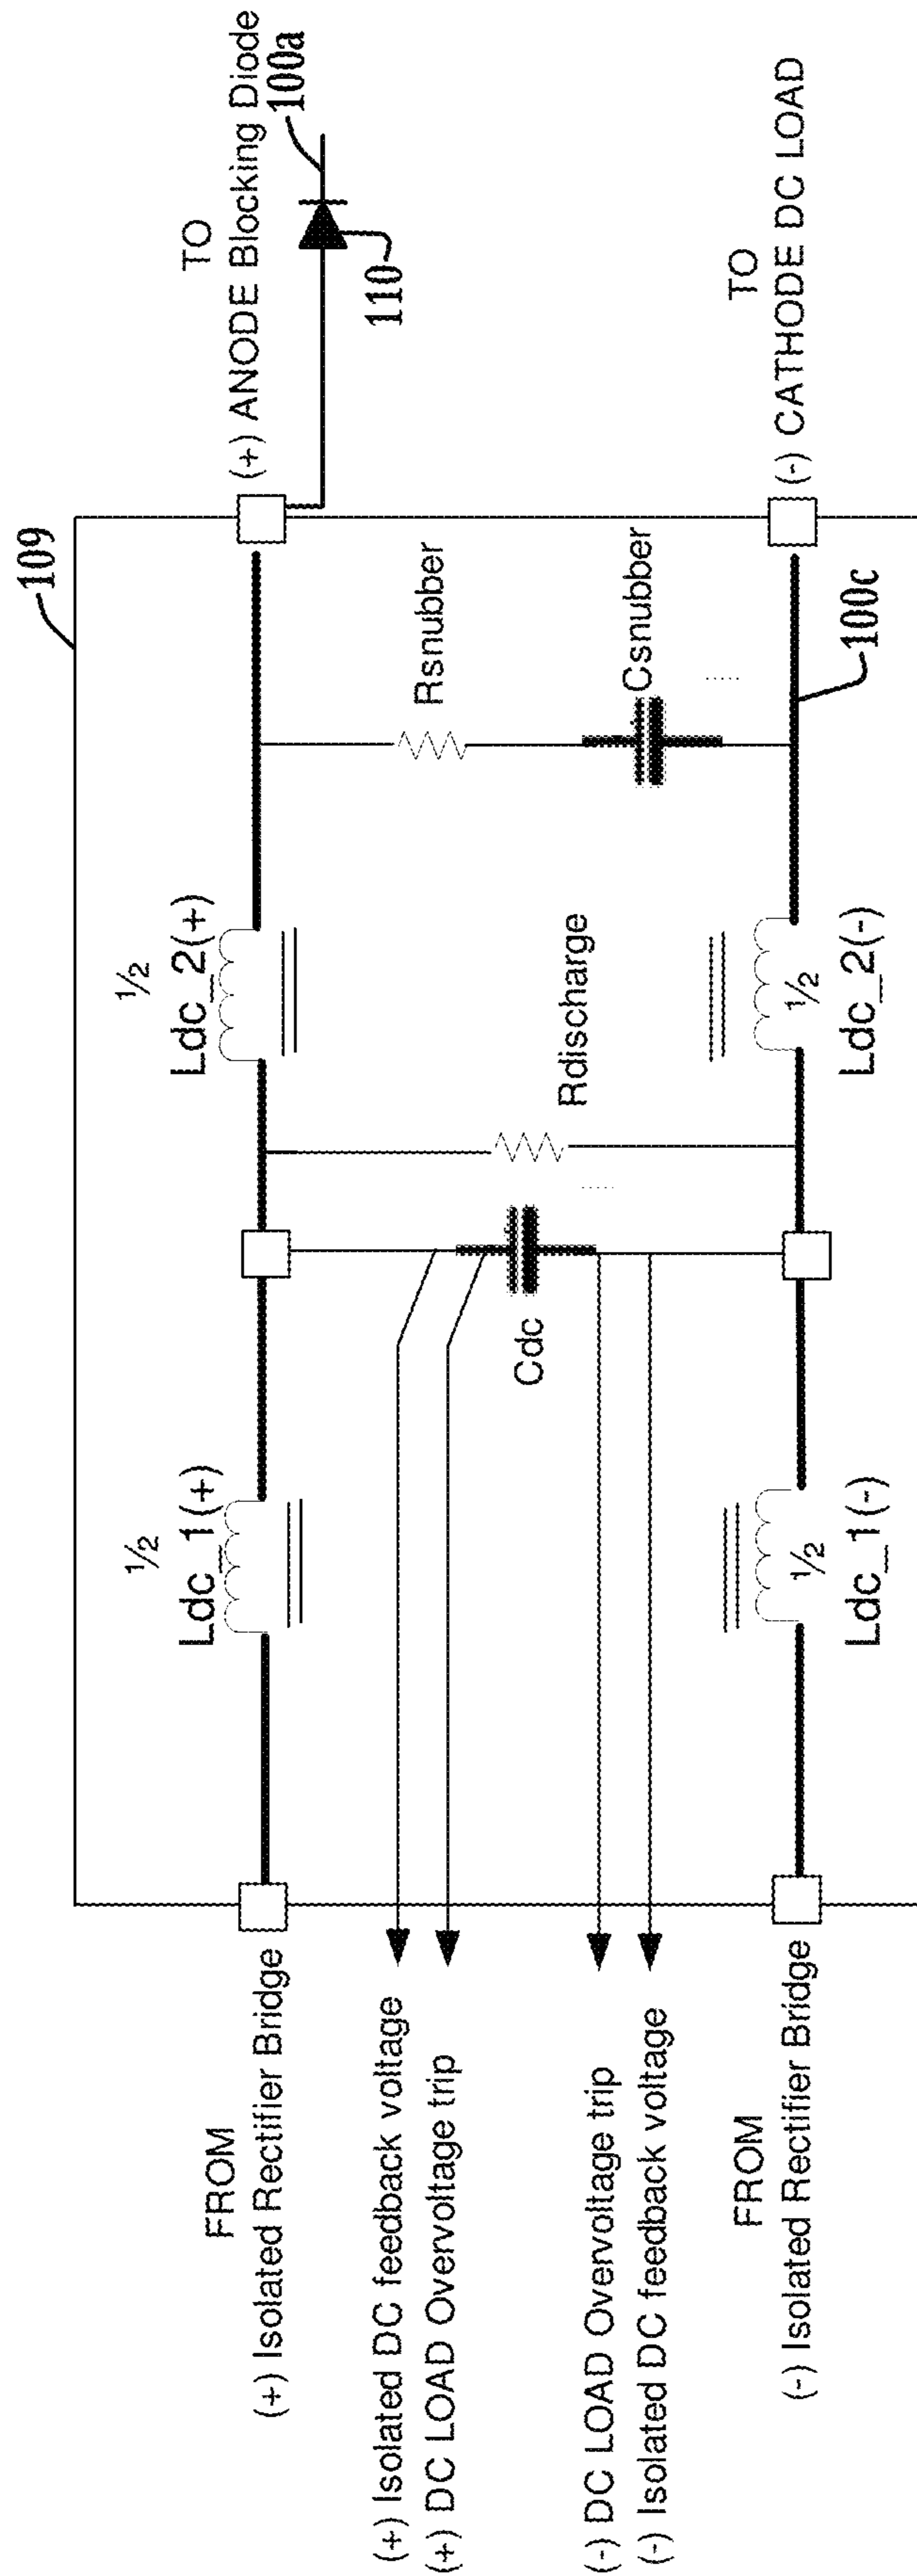 109
FROM
(+) Isolated Rectifier Bridge
(+) Isolated DC feedback voltage
(+) DC LOAD Overvoltage trip
(-) DC LOAD Overvoltage trip
(-) Isolated DC feedback voltage
FROM
(-) Isolated Rectifier Bridge
½
Ldc_1(+)
½
Ldc_1(-)
Cdc
Rdischarge
½
Ldc_2(+)
½
Ldc_2(-)
Rsnubber
Csnubber
100c
TO
(+) ANODE Blocking Diode
100a
110
TO
(-) CATHODE DC LOAD